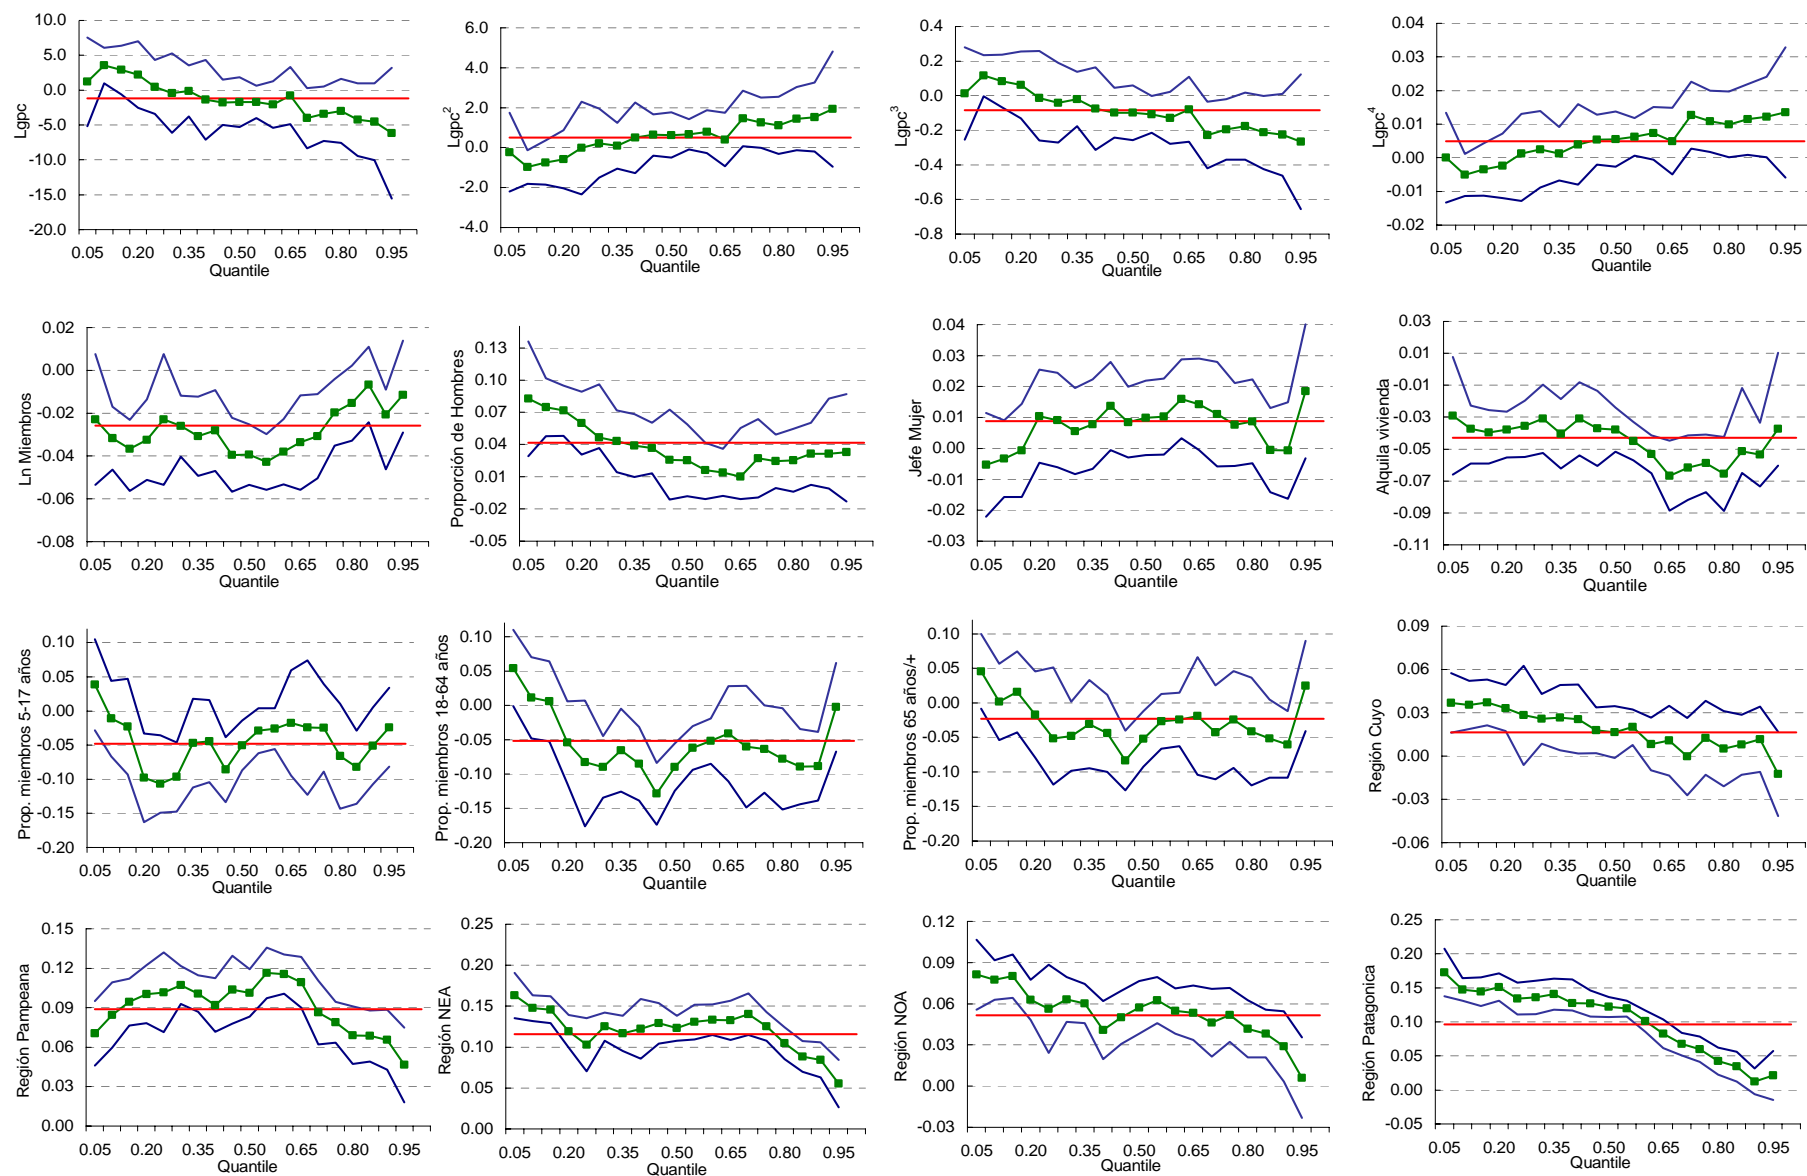 10.0
5.0
0.0
-5.0
-10.0
-15.0
-20.0
Lgpc
0.05 0.20 0.35 0.50 0.65 0.80 0.95
Quantile
6.0
4.0
2.0
0.0
-2.0
-4.0
Lgpc²
0.05 0.20 0.35 0.50 0.65 0.80 0.95
Quantile
0.4
0.2
0.0
-0.2
-0.4
-0.6
-0.8
Lgpc³
0.05 0.20 0.35 0.50 0.65 0.80 0.95
Quantile
0.04
0.03
0.02
0.01
0.00
-0.01
-0.02
Lgpc⁴
0.05 0.20 0.35 0.50 0.65 0.80 0.95
Quantile
0.02
0.00
-0.02
-0.04
-0.06
-0.08
Ln Miembros
0.05 0.20 0.35 0.50 0.65 0.80 0.95
Quantile
0.13
0.10
0.07
0.04
0.01
-0.02
-0.05
Porporción de Hombres
0.05 0.20 0.35 0.50 0.65 0.80 0.95
Quantile
0.04
0.03
0.02
0.01
0.00
-0.01
-0.02
-0.03
Jefe Mujer
0.05 0.20 0.35 0.50 0.65 0.80 0.95
Quantile
0.03
0.01
-0.01
-0.03
-0.05
-0.07
-0.09
-0.11
Alquila vivienda
0.05 0.20 0.35 0.50 0.65 0.80 0.95
Quantile
0.10
0.05
0.00
-0.05
-0.10
-0.15
-0.20
Prop. miembros 5-17 años
0.05 0.20 0.35 0.50 0.65 0.80 0.95
Quantile
0.10
0.05
0.00
-0.05
-0.10
-0.15
-0.20
Prop. miembros 18-64 años
0.05 0.20 0.35 0.50 0.65 0.80 0.95
Quantile
0.10
0.05
0.00
-0.05
-0.10
-0.15
-0.20
Prop. miembros 65 años/+
0.05 0.20 0.35 0.50 0.65 0.80 0.95
Quantile
0.09
0.06
0.03
0.00
-0.03
-0.06
Región Cuyo
0.05 0.20 0.35 0.50 0.65 0.80 0.95
Quantile
0.15
0.12
0.09
0.06
0.03
0.00
Región Pampeana
0.05 0.20 0.35 0.50 0.65 0.80 0.95
Quantile
0.25
0.20
0.15
0.10
0.05
0.00
Región NEA
0.05 0.20 0.35 0.50 0.65 0.80 0.95
Quantile
0.12
0.09
0.06
0.03
0.00
-0.03
Región NOA
0.05 0.20 0.35 0.50 0.65 0.80 0.95
Quantile
0.25
0.20
0.15
0.10
0.05
0.00
-0.05
Región Patagonica
0.05 0.20 0.35 0.50 0.65 0.80 0.95
Quantile